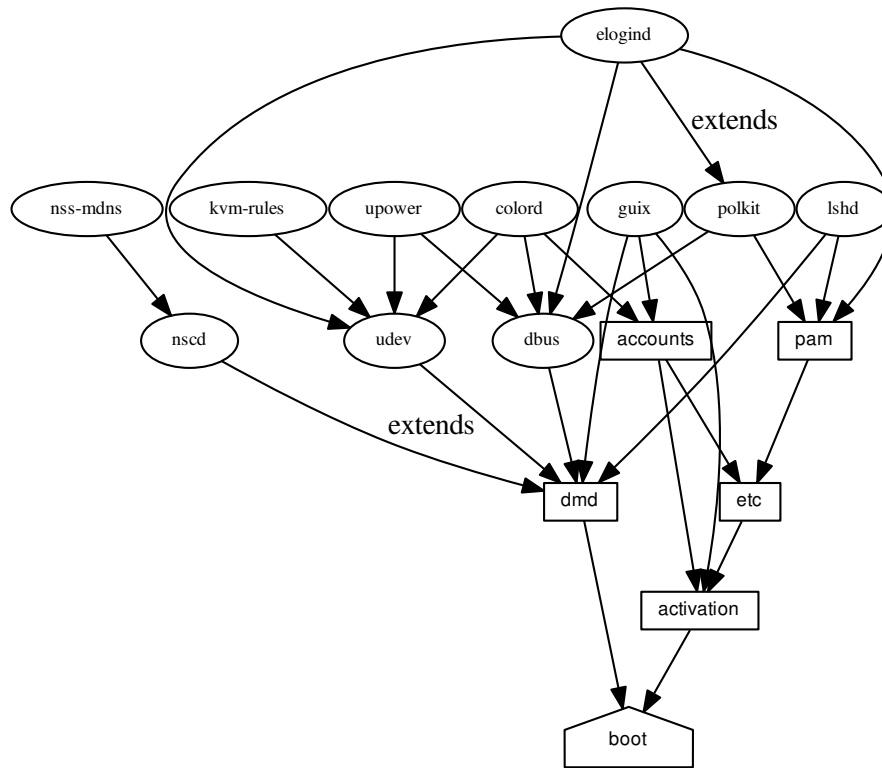 elogind
extends
nss-mdns
kvm-rules
upower
colord
guix
polkit
lshd
nscd
udev
dbus
accounts
pam
extends
dmd
etc
activation
boot